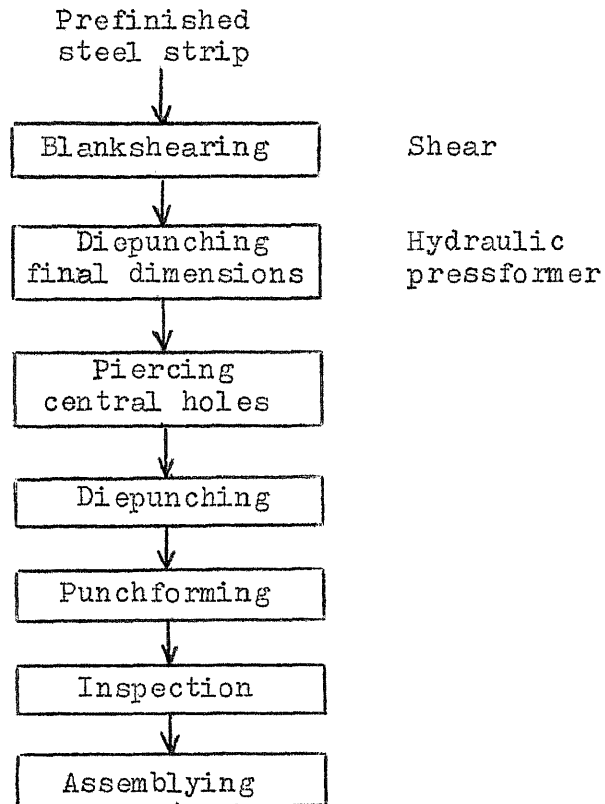 Prefinished
steel strip
Blankshearing
Shear
Diepunching
final dimensions
Hydraulic
pressformer
Piercing
central holes
Diepunching
Punchforming
Inspection
Assemblying